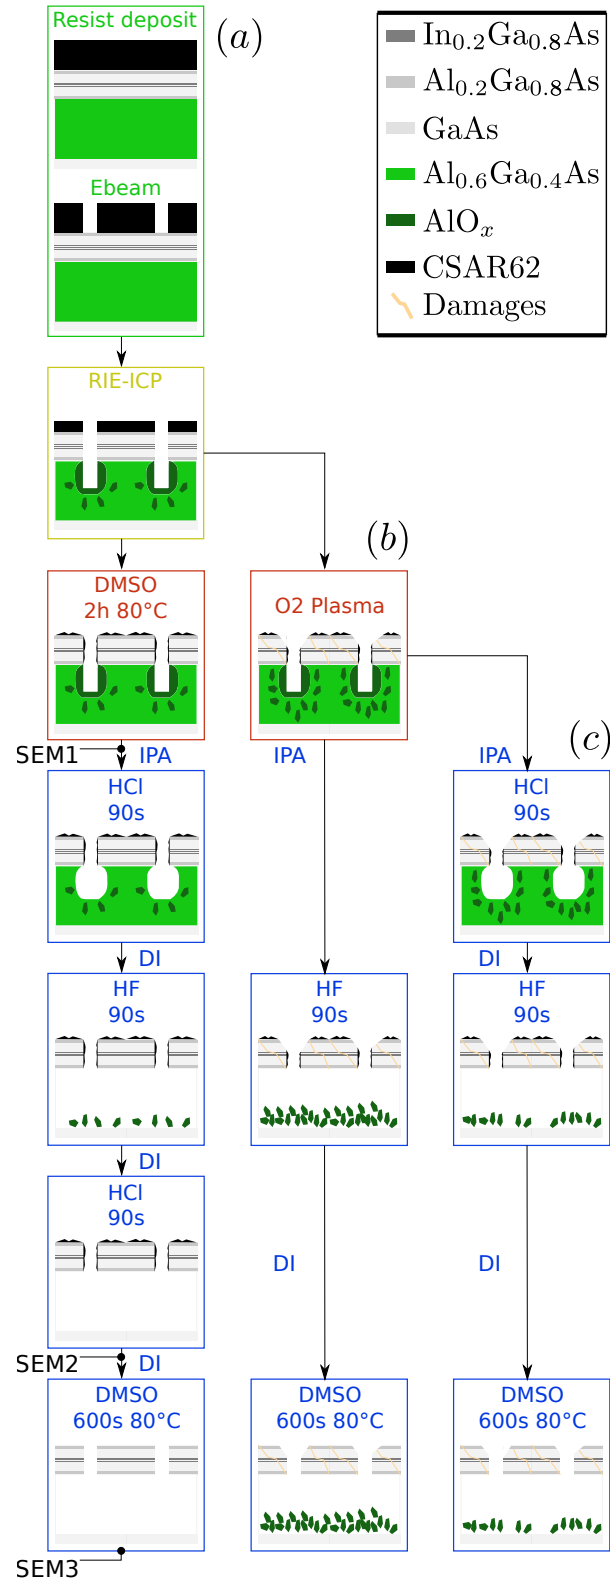 Resist deposit
(a)
In0.2Ga0.8As
Al0.2Ga0.8As
GaAs
Al0.6Ga0.4As
AlOx
CSAR62
Damages
Ebeam
RIE-ICP
(b)
DMSO
2h 80°C
O2 Plasma
(c)
SEM1
IPA
IPA
IPA
HCl
90s
HCl
90s
DI
DI
HF
90s
HF
90s
HF
90s
DI
HCl
90s
DI
DI
SEM2
DI
DMSO
600s 80°C
DMSO
600s 80°C
DMSO
600s 80°C
SEM3